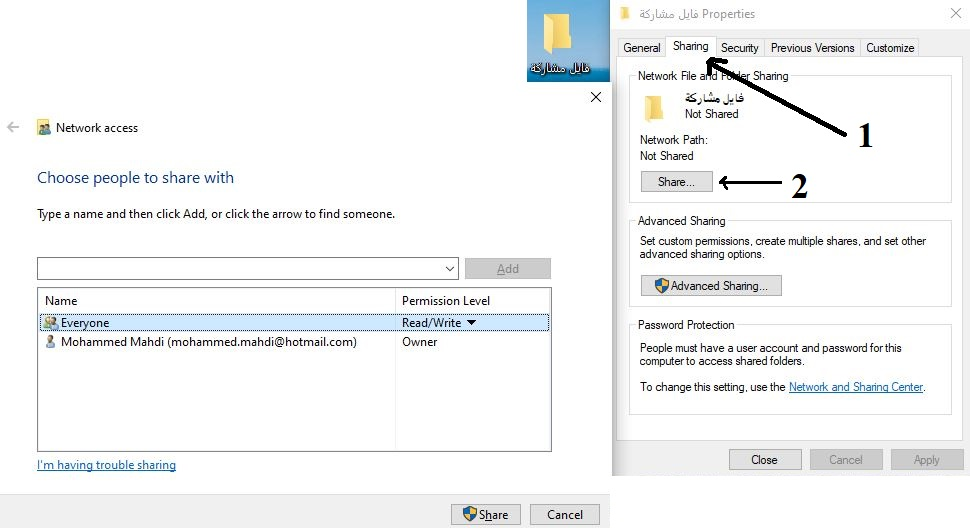 فايل مشاركة
Network access
Choose people to share with
Type a name and then click Add, or click the arrow to find someone.
Add
Name Permission Level
Everyone Read/Write
Mohammed Mahdi (mohammed.mahdi@hotmail.com) Owner
I'm having trouble sharing
Share Cancel
فايل مشاركة Properties
General Sharing Security Previous Versions Customize
Network File and Folder Sharing
فايل مشاركة
Not Shared
1
Network Path:
Not Shared
Share...
2
Advanced Sharing
Set custom permissions, create multiple shares, and set other
advanced sharing options.
Advanced Sharing...
Password Protection
People must have a user account and password for this
computer to access shared folders.
To change this setting, use the Network and Sharing Center.
Close Cancel Apply